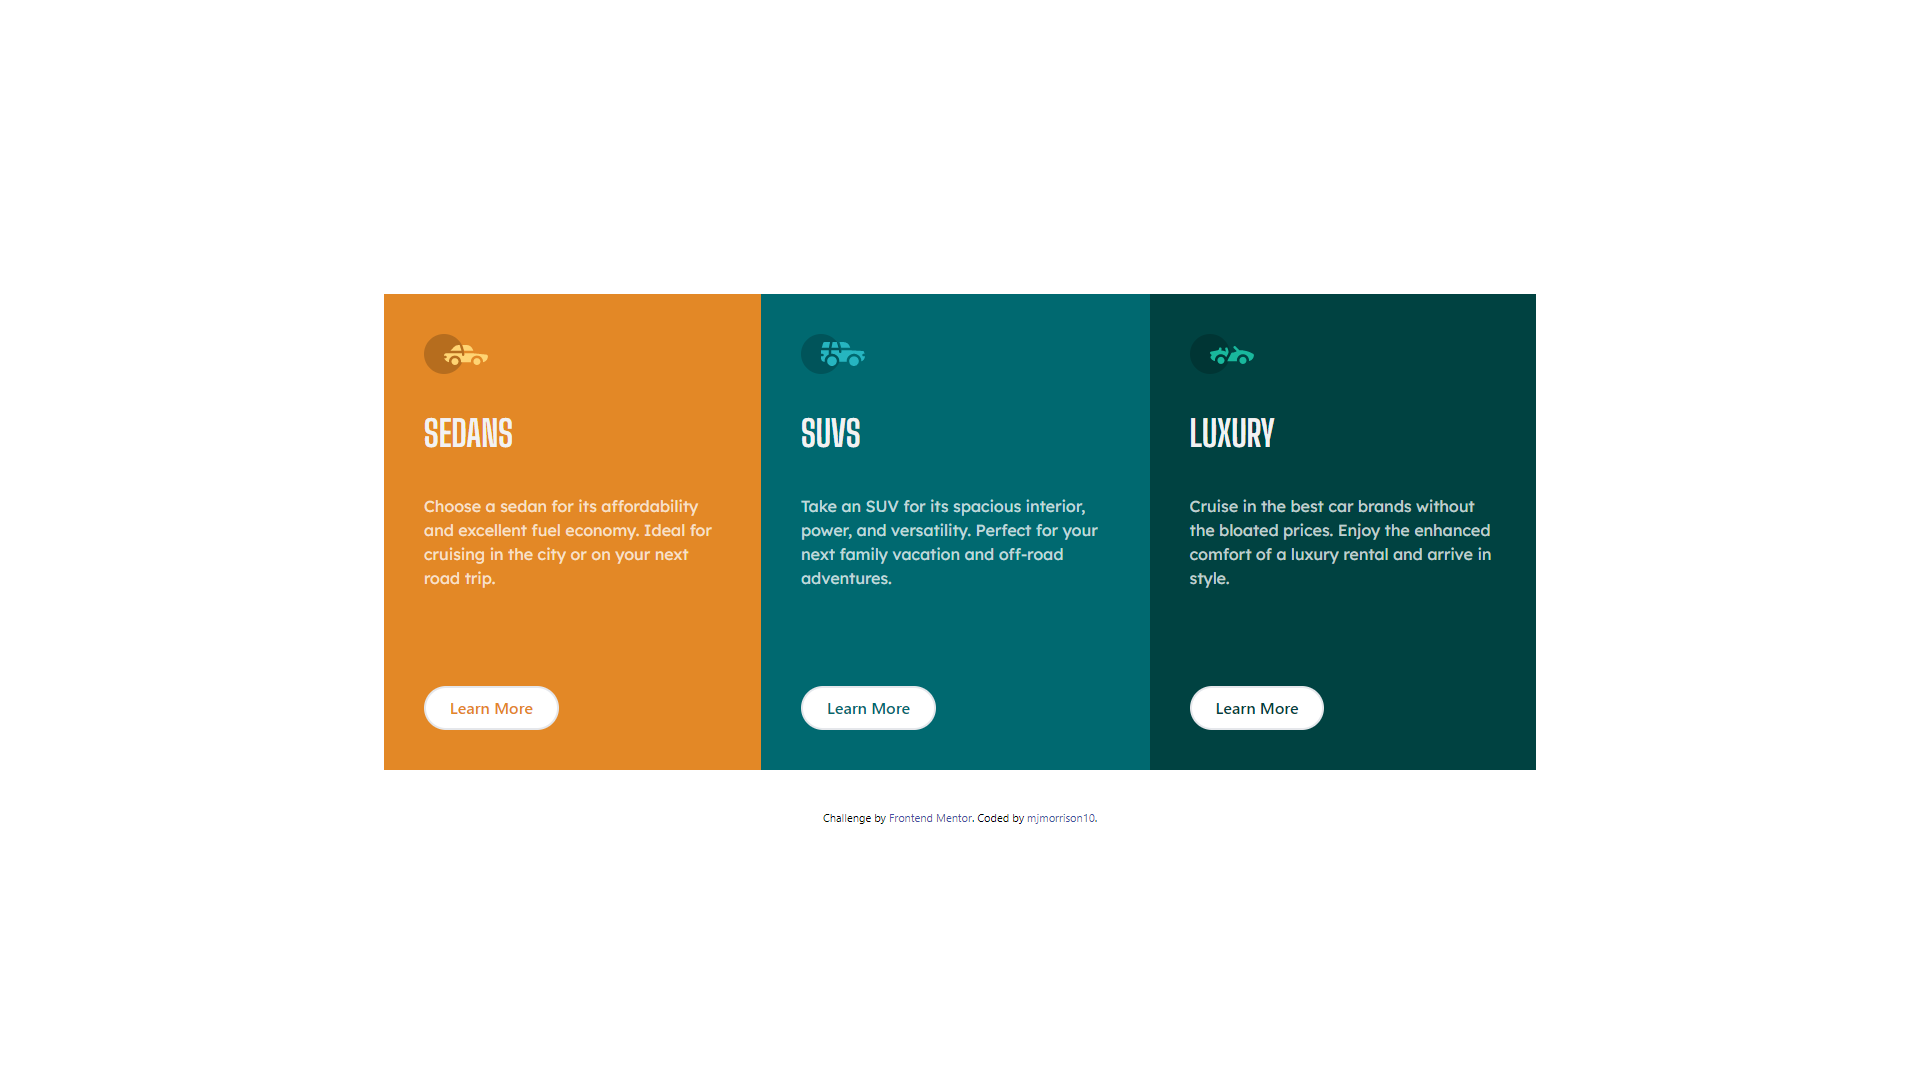 SEDANS
Choose a sedan for its affordability
and excellent fuel economy. Ideal for
cruising in the city or on your next
road trip.
Learn More
SUVS
Take an SUV for its spacious interior,
power, and versatility. Perfect for your
next family vacation and off-road
adventures.
Learn More
LUXURY
Cruise in the best car brands without
the bloated prices. Enjoy the enhanced
comfort of a luxury rental and arrive in
style.
Learn More
Challenge by Frontend Mentor. Coded by mjmorrison10.